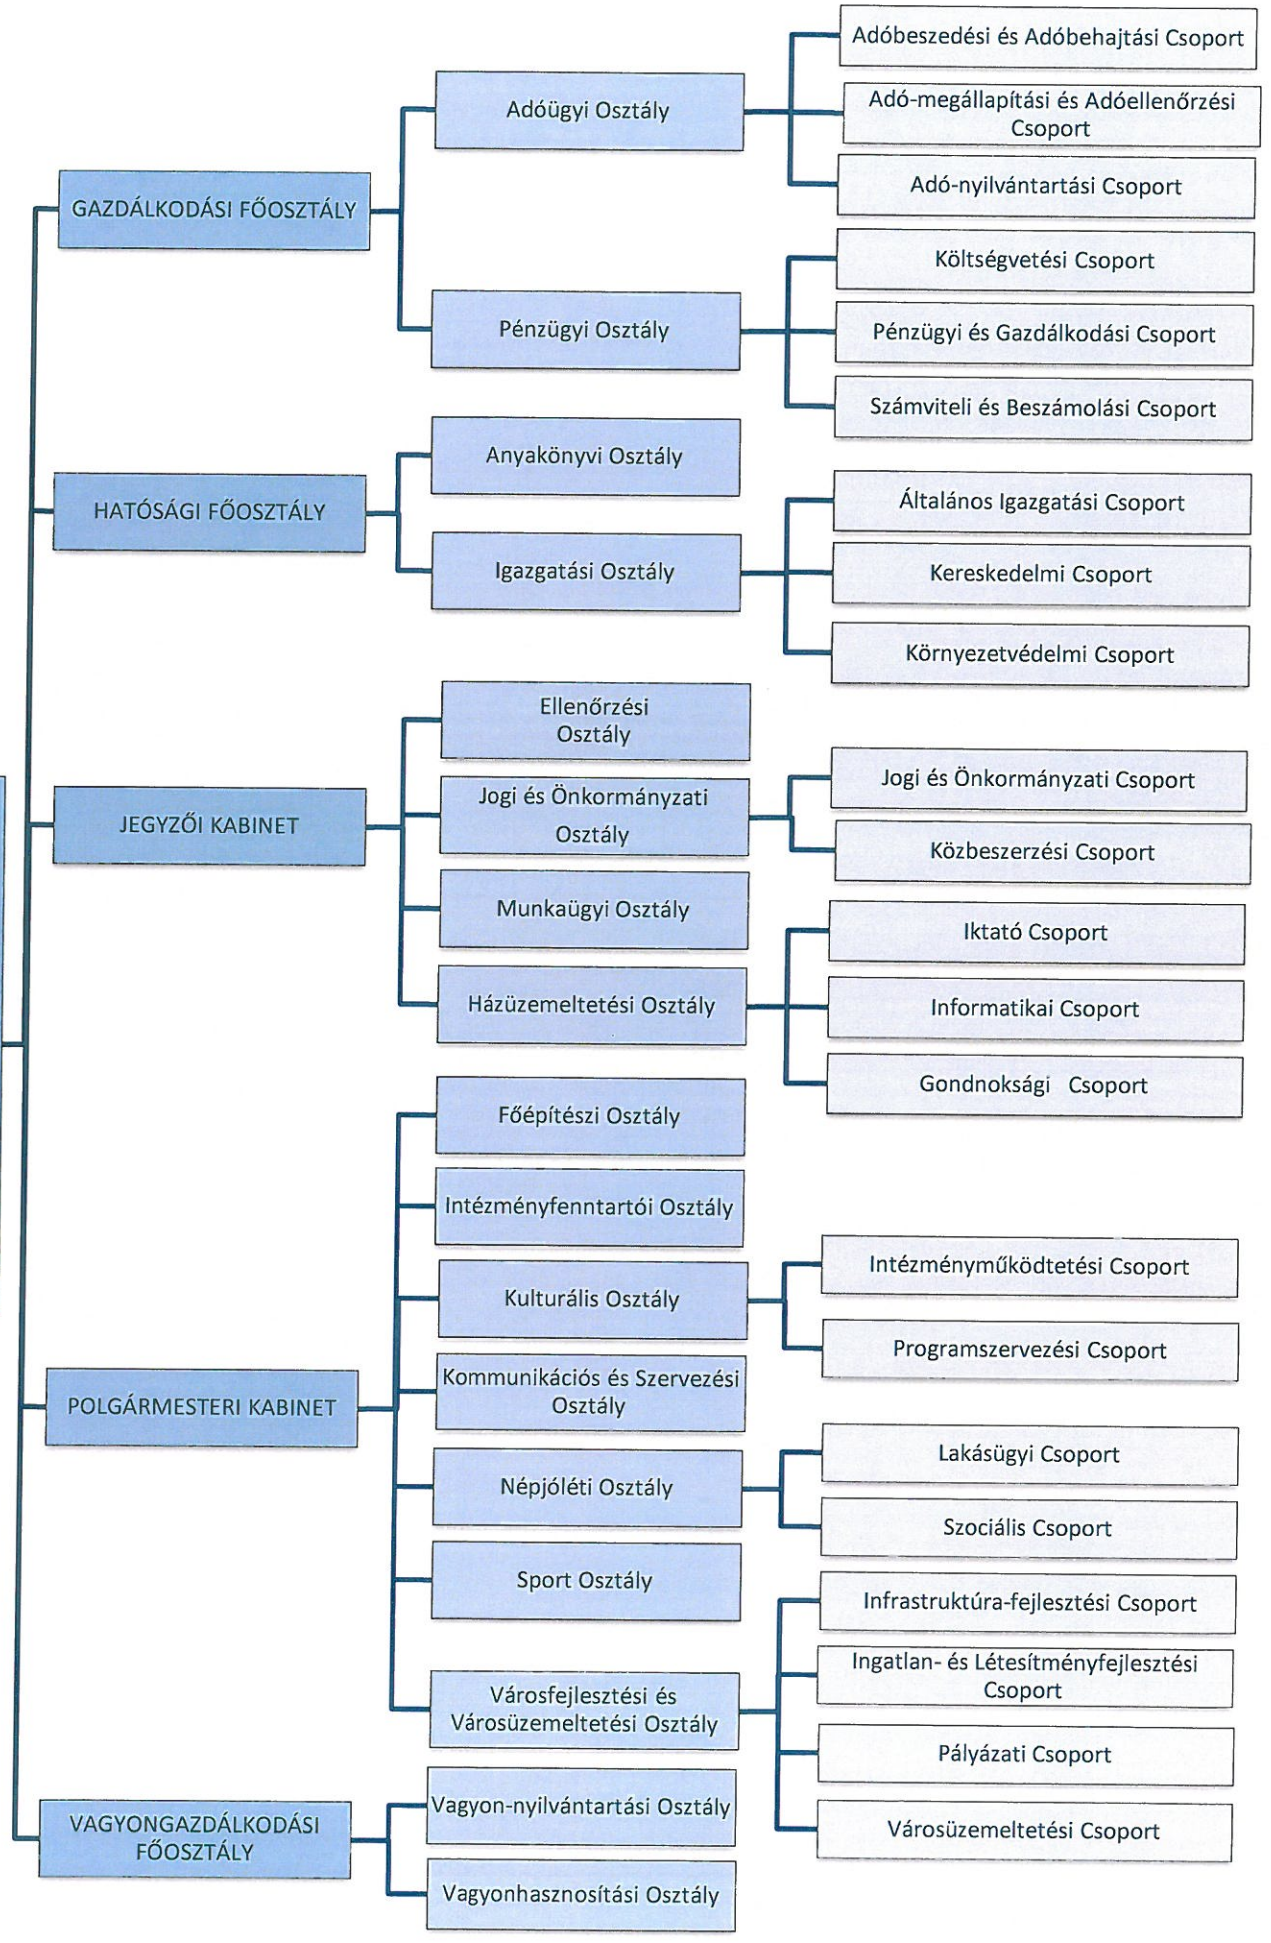 GAZDÁLKODÁSI FŐOSZTÁLY
Adóügyi Osztály
Adóbeszedési és Adóbehajtási Csoport
Adó-megállapítási és Adóellenőrzési
Csoport
Adó-nyilvántartási Csoport
Pénzügyi Osztály
Költségvetési Csoport
Pénzügyi és Gazdálkodási Csoport
Számviteli és Beszámolási Csoport
HATÓSÁGI FŐOSZTÁLY
Anyakönyvi Osztály
Igazgatási Osztály
Általános Igazgatási Csoport
Kereskedelmi Csoport
Környezetvédelmi Csoport
JEGYZŐI KABINET
Ellenőrzési
Osztály
Jogi és Önkormányzati
Osztály
Jogi és Önkormányzati Csoport
Közbeszerzési Csoport
Munkaügyi Osztály
Házüzemeltetési Osztály
Iktató Csoport
Informatikai Csoport
Gondnoksági Csoport
POLGÁRMESTERI KABINET
Főépítészi Osztály
Intézményfenntartói Osztály
Kulturális Osztály
Intézményműködtetési Csoport
Programszervezési Csoport
Kommunikációs és Szervezési
Osztály
Népjóléti Osztály
Lakásügyi Csoport
Szociális Csoport
Sport Osztály
Városfejlesztési és
Városüzemeltetési Osztály
Infrastruktúra-fejlesztési Csoport
Ingatlan- és Létesítményfejlesztési
Csoport
Pályázati Csoport
Városüzemeltetési Csoport
VAGYONGAZDÁLKODÁSI
FŐOSZTÁLY
Vagyon-nyilvántartási Osztály
Vagyonhasznosítási Osztály